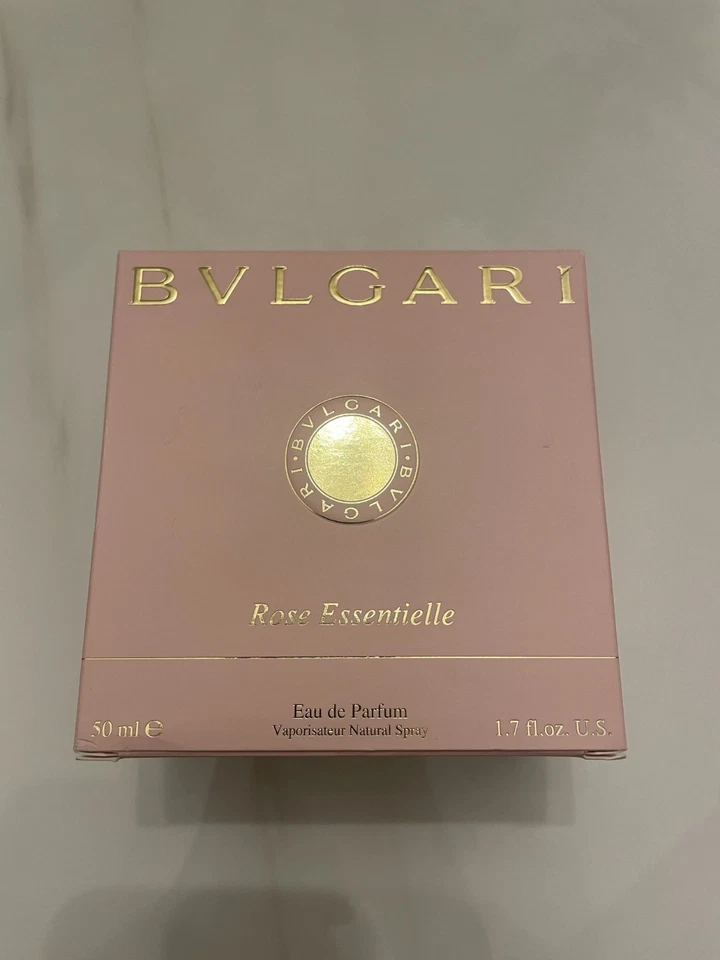 BVLGARI
BVLGARI • BVLGARI •
Rose Essentielle
Eau de Parfum
50 ml ℮ Vaporisateur Natural Spray 1.7 fl.oz. U.S.